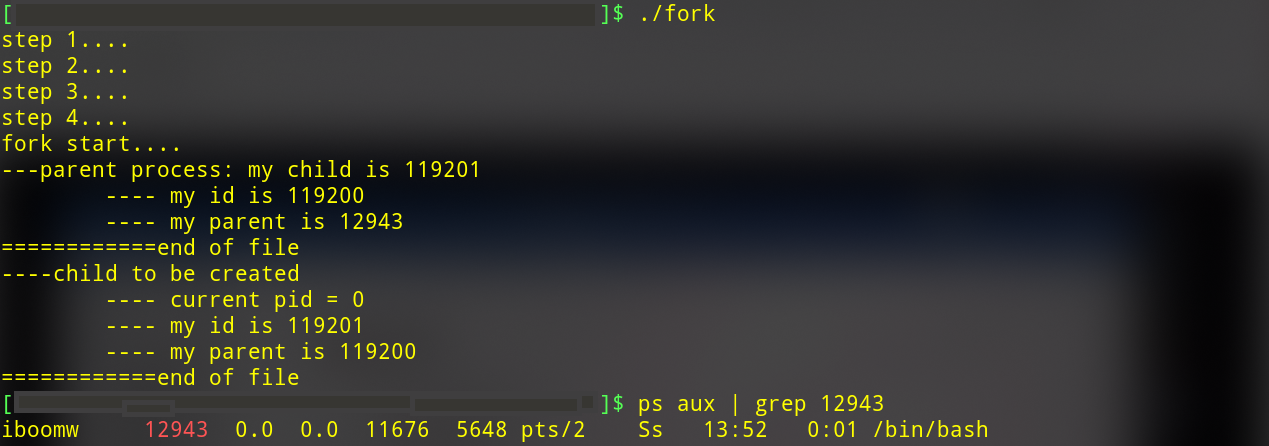 [ ]$ ./fork
step 1....
step 2....
step 3....
step 4....
fork start....
---parent process: my child is 119201
---- my id is 119200
---- my parent is 12943
============end of file
----child to be created
---- current pid = 0
---- my id is 119201
---- my parent is 119200
============end of file
[ ]$ ps aux | grep 12943
iboomw 12943 0.0 0.0 11676 5648 pts/2 Ss 13:52 0:01 /bin/bash